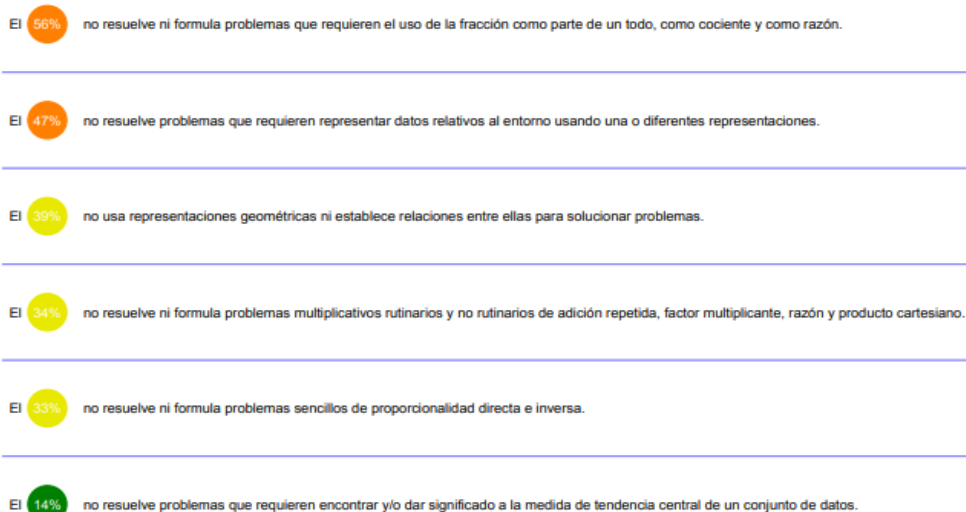 El 56% no resuelve ni formula problemas que requieren el uso de la fracción como parte de un todo, como cociente y como razón.
El 47% no resuelve problemas que requieren representar datos relativos al entorno usando una o diferentes representaciones.
El 39% no usa representaciones geométricas ni establece relaciones entre ellas para solucionar problemas.
El 34% no resuelve ni formula problemas multiplicativos rutinarios y no rutinarios de adición repetida, factor multiplicante, razón y producto cartesiano.
El 33% no resuelve ni formula problemas sencillos de proporcionalidad directa e inversa.
El 14% no resuelve problemas que requieren encontrar y/o dar significado a la medida de tendencia central de un conjunto de datos.